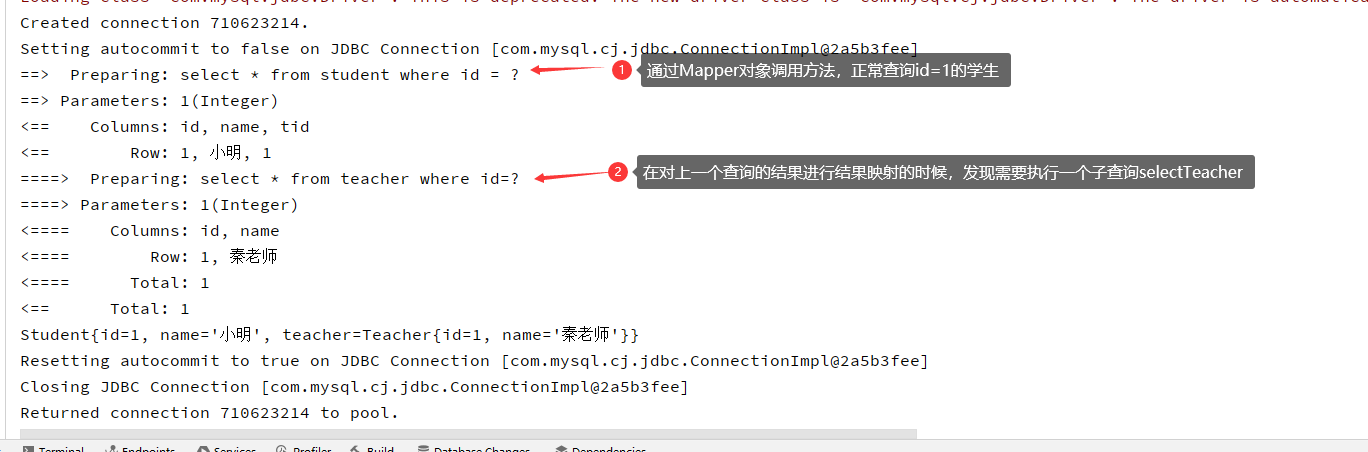 Loading class `com.mysql.jdbc.Driver'. This is deprecated. The new driver class is `com.mysql.cj.jdbc.Driver'. The driver is automatica
Created connection 710623214.
Setting autocommit to false on JDBC Connection [com.mysql.cj.jdbc.ConnectionImpl@2a5b3fee]
==>  Preparing: select * from student where id = ?
1 通过Mapper对象调用方法，正常查询id=1的学生
==> Parameters: 1(Integer)
<==    Columns: id, name, tid
<==        Row: 1, 小明, 1
====>  Preparing: select * from teacher where id=?
2 在对上一个查询的结果进行结果映射的时候，发现需要执行一个子查询selectTeacher
====> Parameters: 1(Integer)
<====    Columns: id, name
<====        Row: 1, 秦老师
<====      Total: 1
<==      Total: 1
Student{id=1, name='小明', teacher=Teacher{id=1, name='秦老师'}}
Resetting autocommit to true on JDBC Connection [com.mysql.cj.jdbc.ConnectionImpl@2a5b3fee]
Closing JDBC Connection [com.mysql.cj.jdbc.ConnectionImpl@2a5b3fee]
Returned connection 710623214 to pool.
Terminal Endpoints Services Profiler Build Database Changes Dependencies